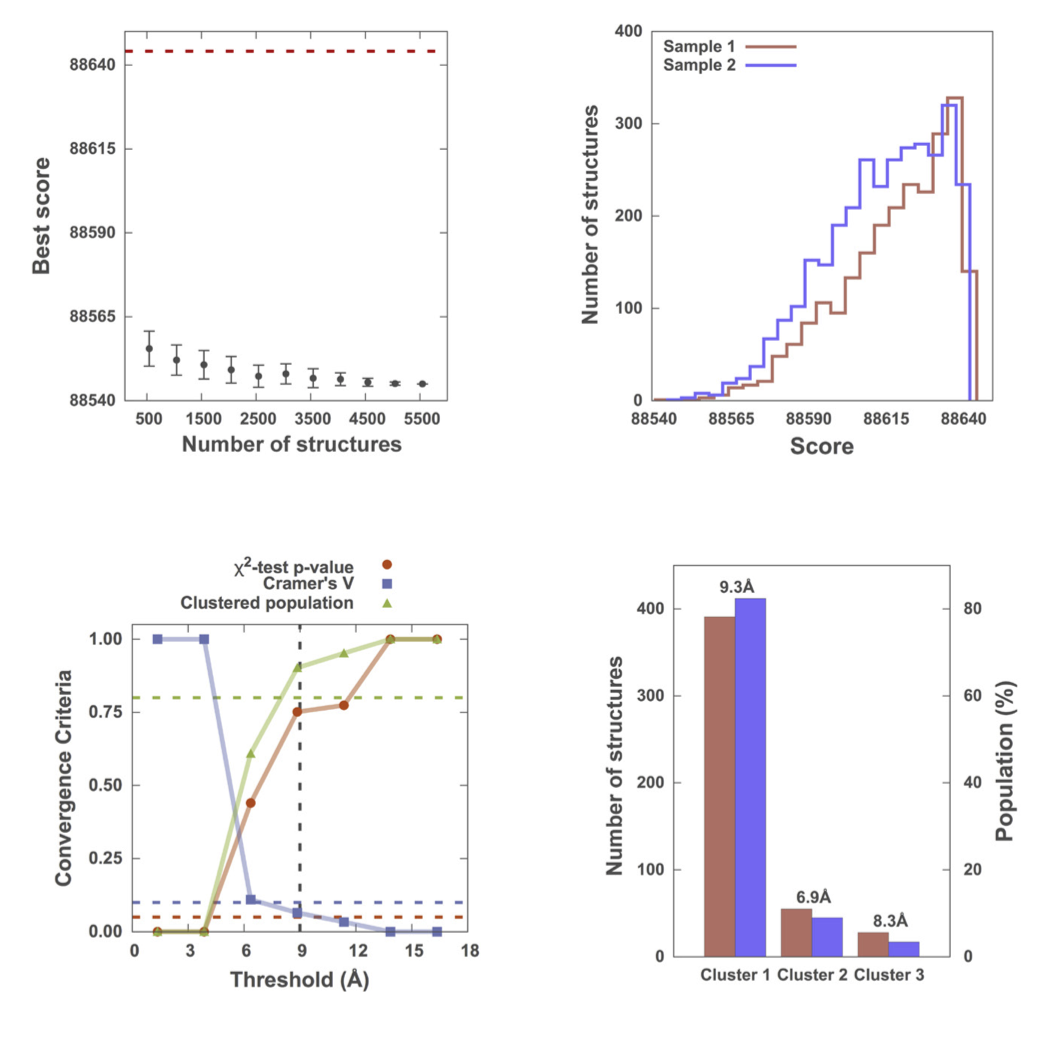 88640
88615
88590
88565
88540
Best score
500 1500 2500 3500 4500 5500
Number of structures
400
300
200
100
0
Number of structures
Sample 1
Sample 2
88540 88565 88590 88615 88640
Score
χ²-test p-value
Cramer's V
Clustered population
1.00
0.75
0.50
0.25
0.00
Convergence Criteria
0 3 6 9 12 15 18
Threshold (Å)
400
300
200
100
0
Number of structures
9.3Å
6.9Å
8.3Å
80
60
40
20
0
Population (%)
Cluster 1 Cluster 2 Cluster 3